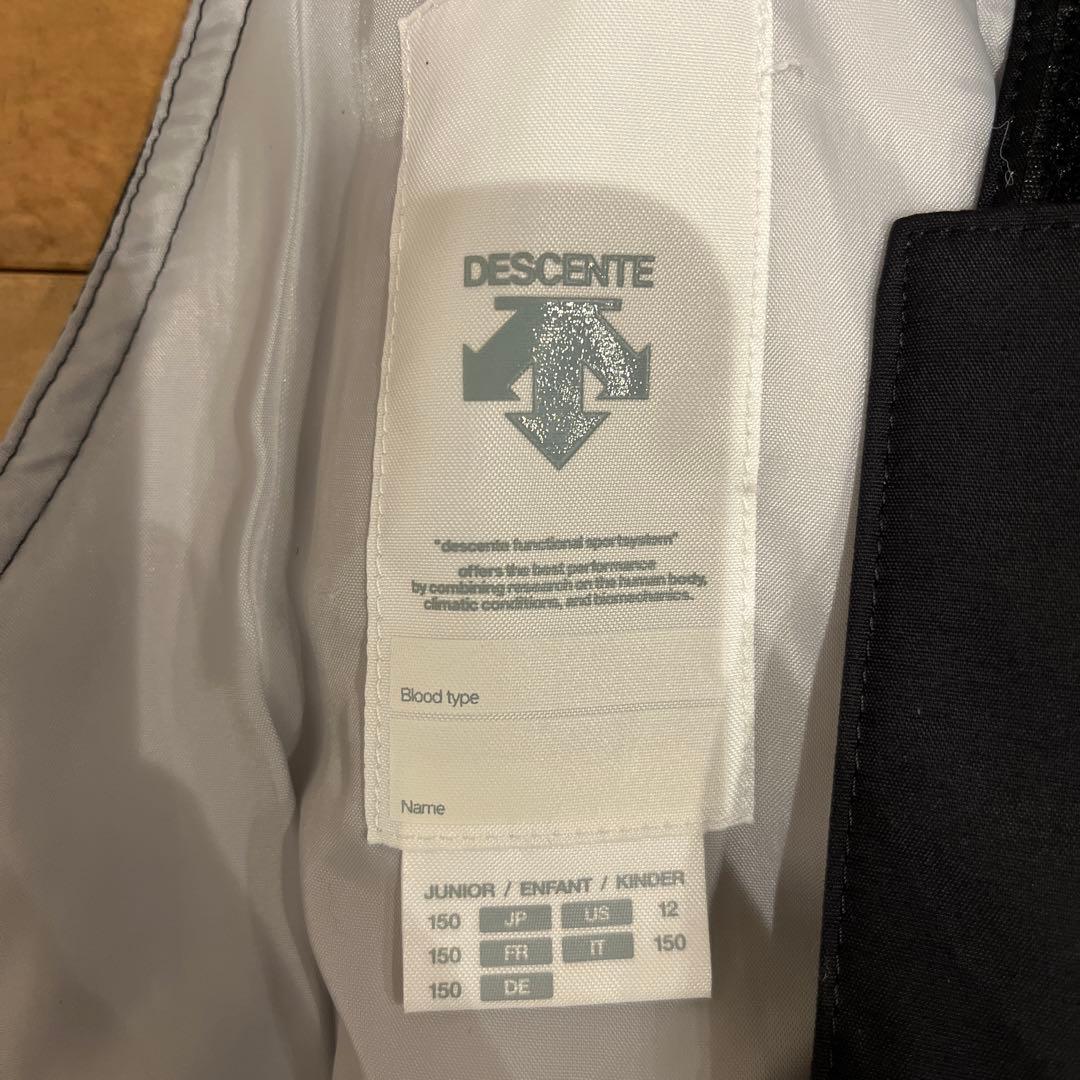 DESCENTE
"descente functional sportsystem"
offers the best performance
by combining research on the human body,
climatic conditions, and biomechanics.
Blood type
Name
JUNIOR / ENFANT / KINDER
150 JP US 12
150 FR IT 150
150 DE